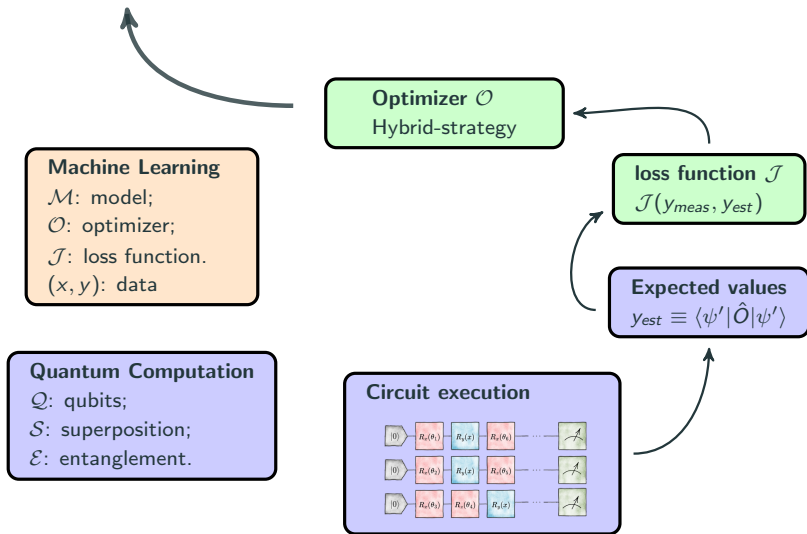 Optimizer 𝒪
Hybrid-strategy
Machine Learning
ℳ: model;
𝒪: optimizer;
𝒥: loss function.
(x, y): data
loss function 𝒥
𝒥(y_meas, y_est)
Expected values
y_est ≡ ⟨ψ′|Ô|ψ′⟩
Quantum Computation
𝒬: qubits;
𝒮: superposition;
ℰ: entanglement.
Circuit execution
|0⟩ ⋯
|0⟩ ⋯
|0⟩ ⋯